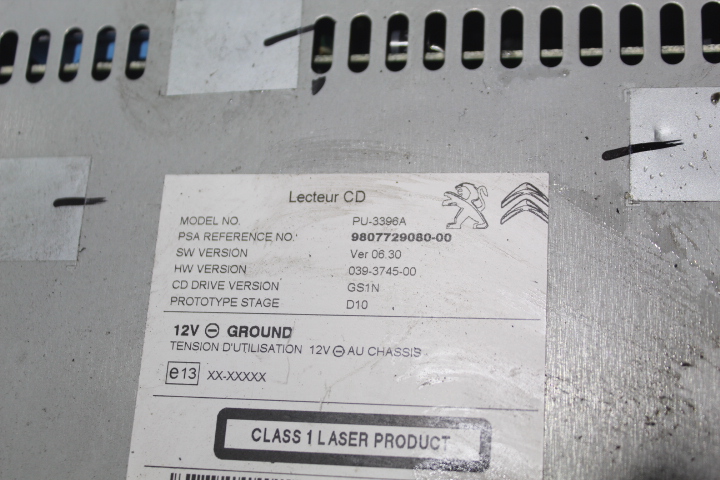 Lecteur CD
MODEL NO. PU-3396A
PSA REFERENCE NO. 9807729080-00
SW VERSION Ver 06.30
HW VERSION 039-3745-00
CD DRIVE VERSION GS1N
PROTOTYPE STAGE D10
12V ⊖ GROUND
TENSION D'UTILISATION 12V ⊖ AU CHASSIS
e13 XX-XXXXX
CLASS 1 LASER PRODUCT